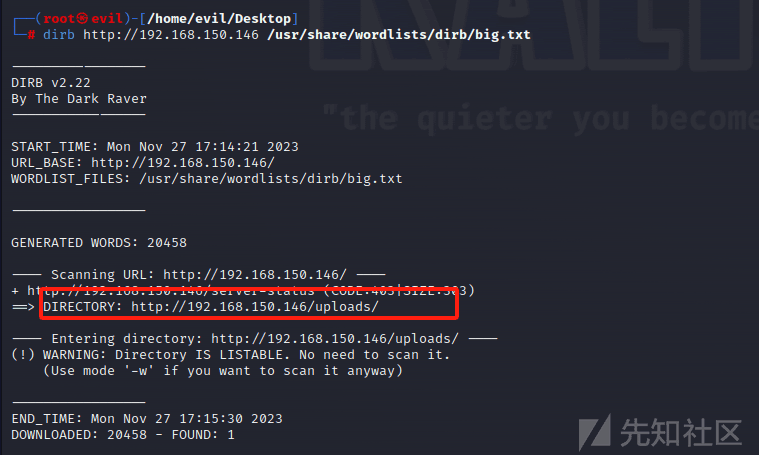 ┌──(root㉿evil)-[/home/evil/Desktop]
└─# dirb http://192.168.150.146 /usr/share/wordlists/dirb/big.txt
-----------------
DIRB v2.22
By The Dark Raver
-----------------
START_TIME: Mon Nov 27 17:14:21 2023
URL_BASE: http://192.168.150.146/
WORDLIST_FILES: /usr/share/wordlists/dirb/big.txt
-----------------
GENERATED WORDS: 20458
---- Scanning URL: http://192.168.150.146/ ----
+ http://192.168.150.146/server-status (CODE:403|SIZE:303)
==> DIRECTORY: http://192.168.150.146/uploads/
---- Entering directory: http://192.168.150.146/uploads/ ----
(!) WARNING: Directory IS LISTABLE. No need to scan it.
(Use mode '-w' if you want to scan it anyway)
-----------------
END_TIME: Mon Nov 27 17:15:30 2023
DOWNLOADED: 20458 - FOUND: 1
"the quieter you become
先知社区